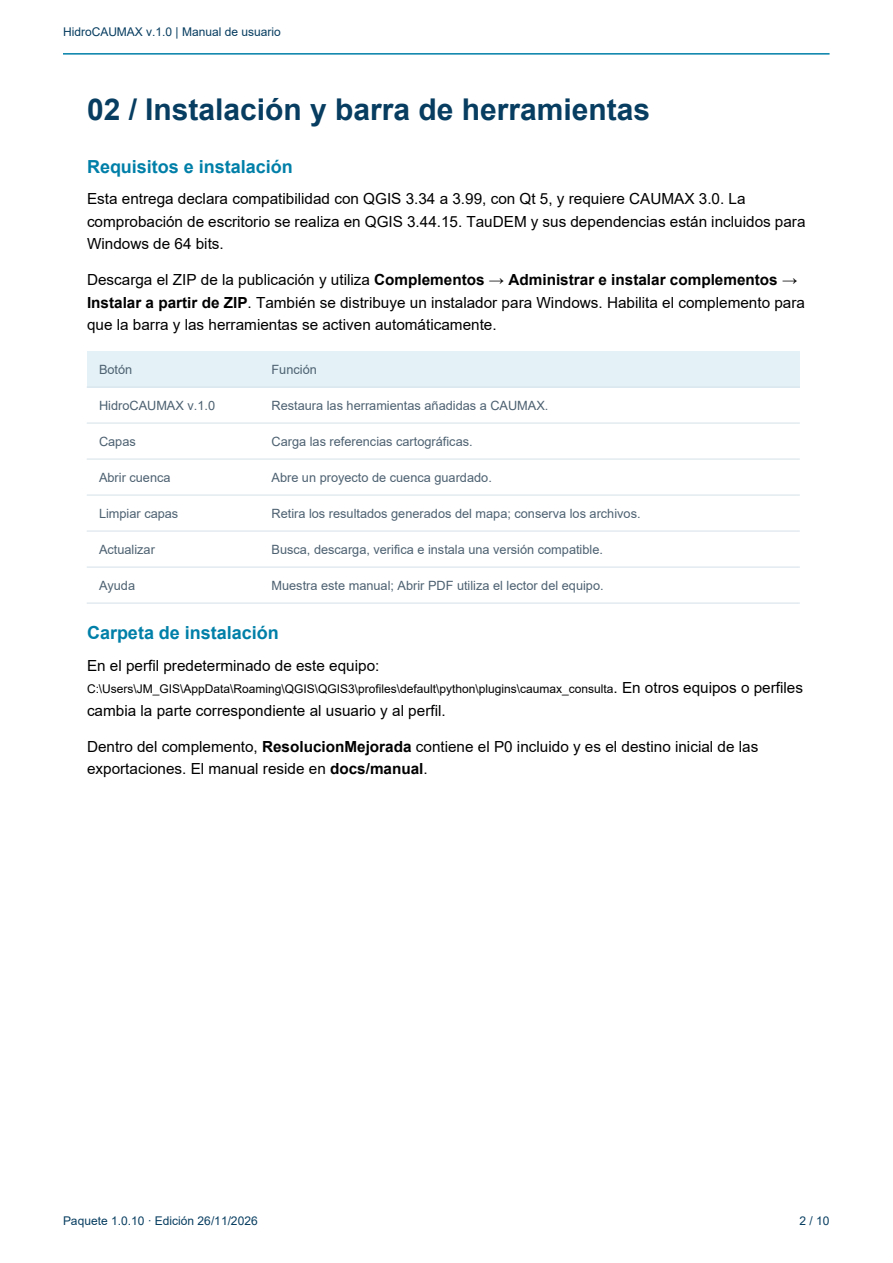 HidroCAUMAX v.1.0 | Manual de usuario
02 / Instalación y barra de herramientas
Requisitos e instalación
Esta entrega declara compatibilidad con QGIS 3.34 a 3.99, con Qt 5, y requiere CAUMAX 3.0. La
comprobación de escritorio se realiza en QGIS 3.44.15. TauDEM y sus dependencias están incluidos para
Windows de 64 bits.
Descarga el ZIP de la publicación y utiliza Complementos → Administrar e instalar complementos →
Instalar a partir de ZIP. También se distribuye un instalador para Windows. Habilita el complemento para
que la barra y las herramientas se activen automáticamente.
Botón Función
HidroCAUMAX v.1.0 Restaura las herramientas añadidas a CAUMAX.
Capas Carga las referencias cartográficas.
Abrir cuenca Abre un proyecto de cuenca guardado.
Limpiar capas Retira los resultados generados del mapa; conserva los archivos.
Actualizar Busca, descarga, verifica e instala una versión compatible.
Ayuda Muestra este manual; Abrir PDF utiliza el lector del equipo.
Carpeta de instalación
En el perfil predeterminado de este equipo:
C:\Users\JM_GIS\AppData\Roaming\QGIS\QGIS3\profiles\default\python\plugins\caumax_consulta. En otros equipos o perfiles
cambia la parte correspondiente al usuario y al perfil.
Dentro del complemento, ResolucionMejorada contiene el P0 incluido y es el destino inicial de las
exportaciones. El manual reside en docs/manual.
Paquete 1.0.10 · Edición 26/11/2026
2 / 10